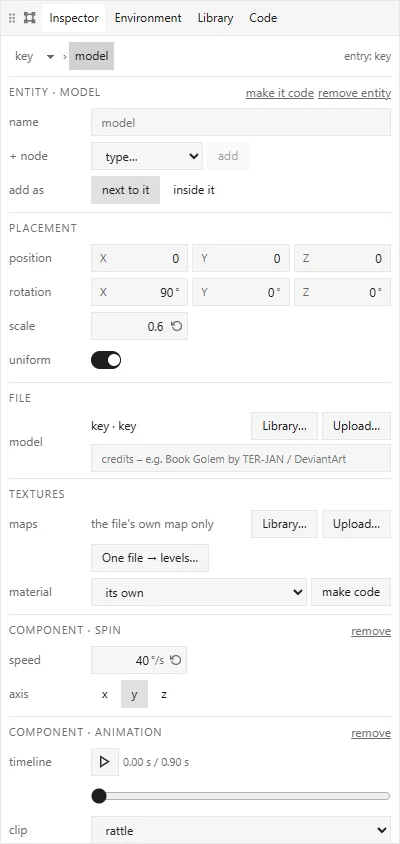 Inspector Environment Library Code
key › model entry: key
ENTITY · MODEL make it code remove entity
name model
+ node type... add
add as next to it inside it
PLACEMENT
position X 0 Y 0 Z 0
rotation X 90° Y 0° Z 0°
scale 0.6
uniform
FILE
model key · key Library... Upload...
credits – e.g. Book Golem by TER-JAN / DeviantArt
TEXTURES
maps the file's own map only Library... Upload...
One file → levels...
material its own make code
COMPONENT · SPIN remove
speed 40°/s
axis x y z
COMPONENT · ANIMATION remove
timeline 0.00 s / 0.90 s
clip rattle